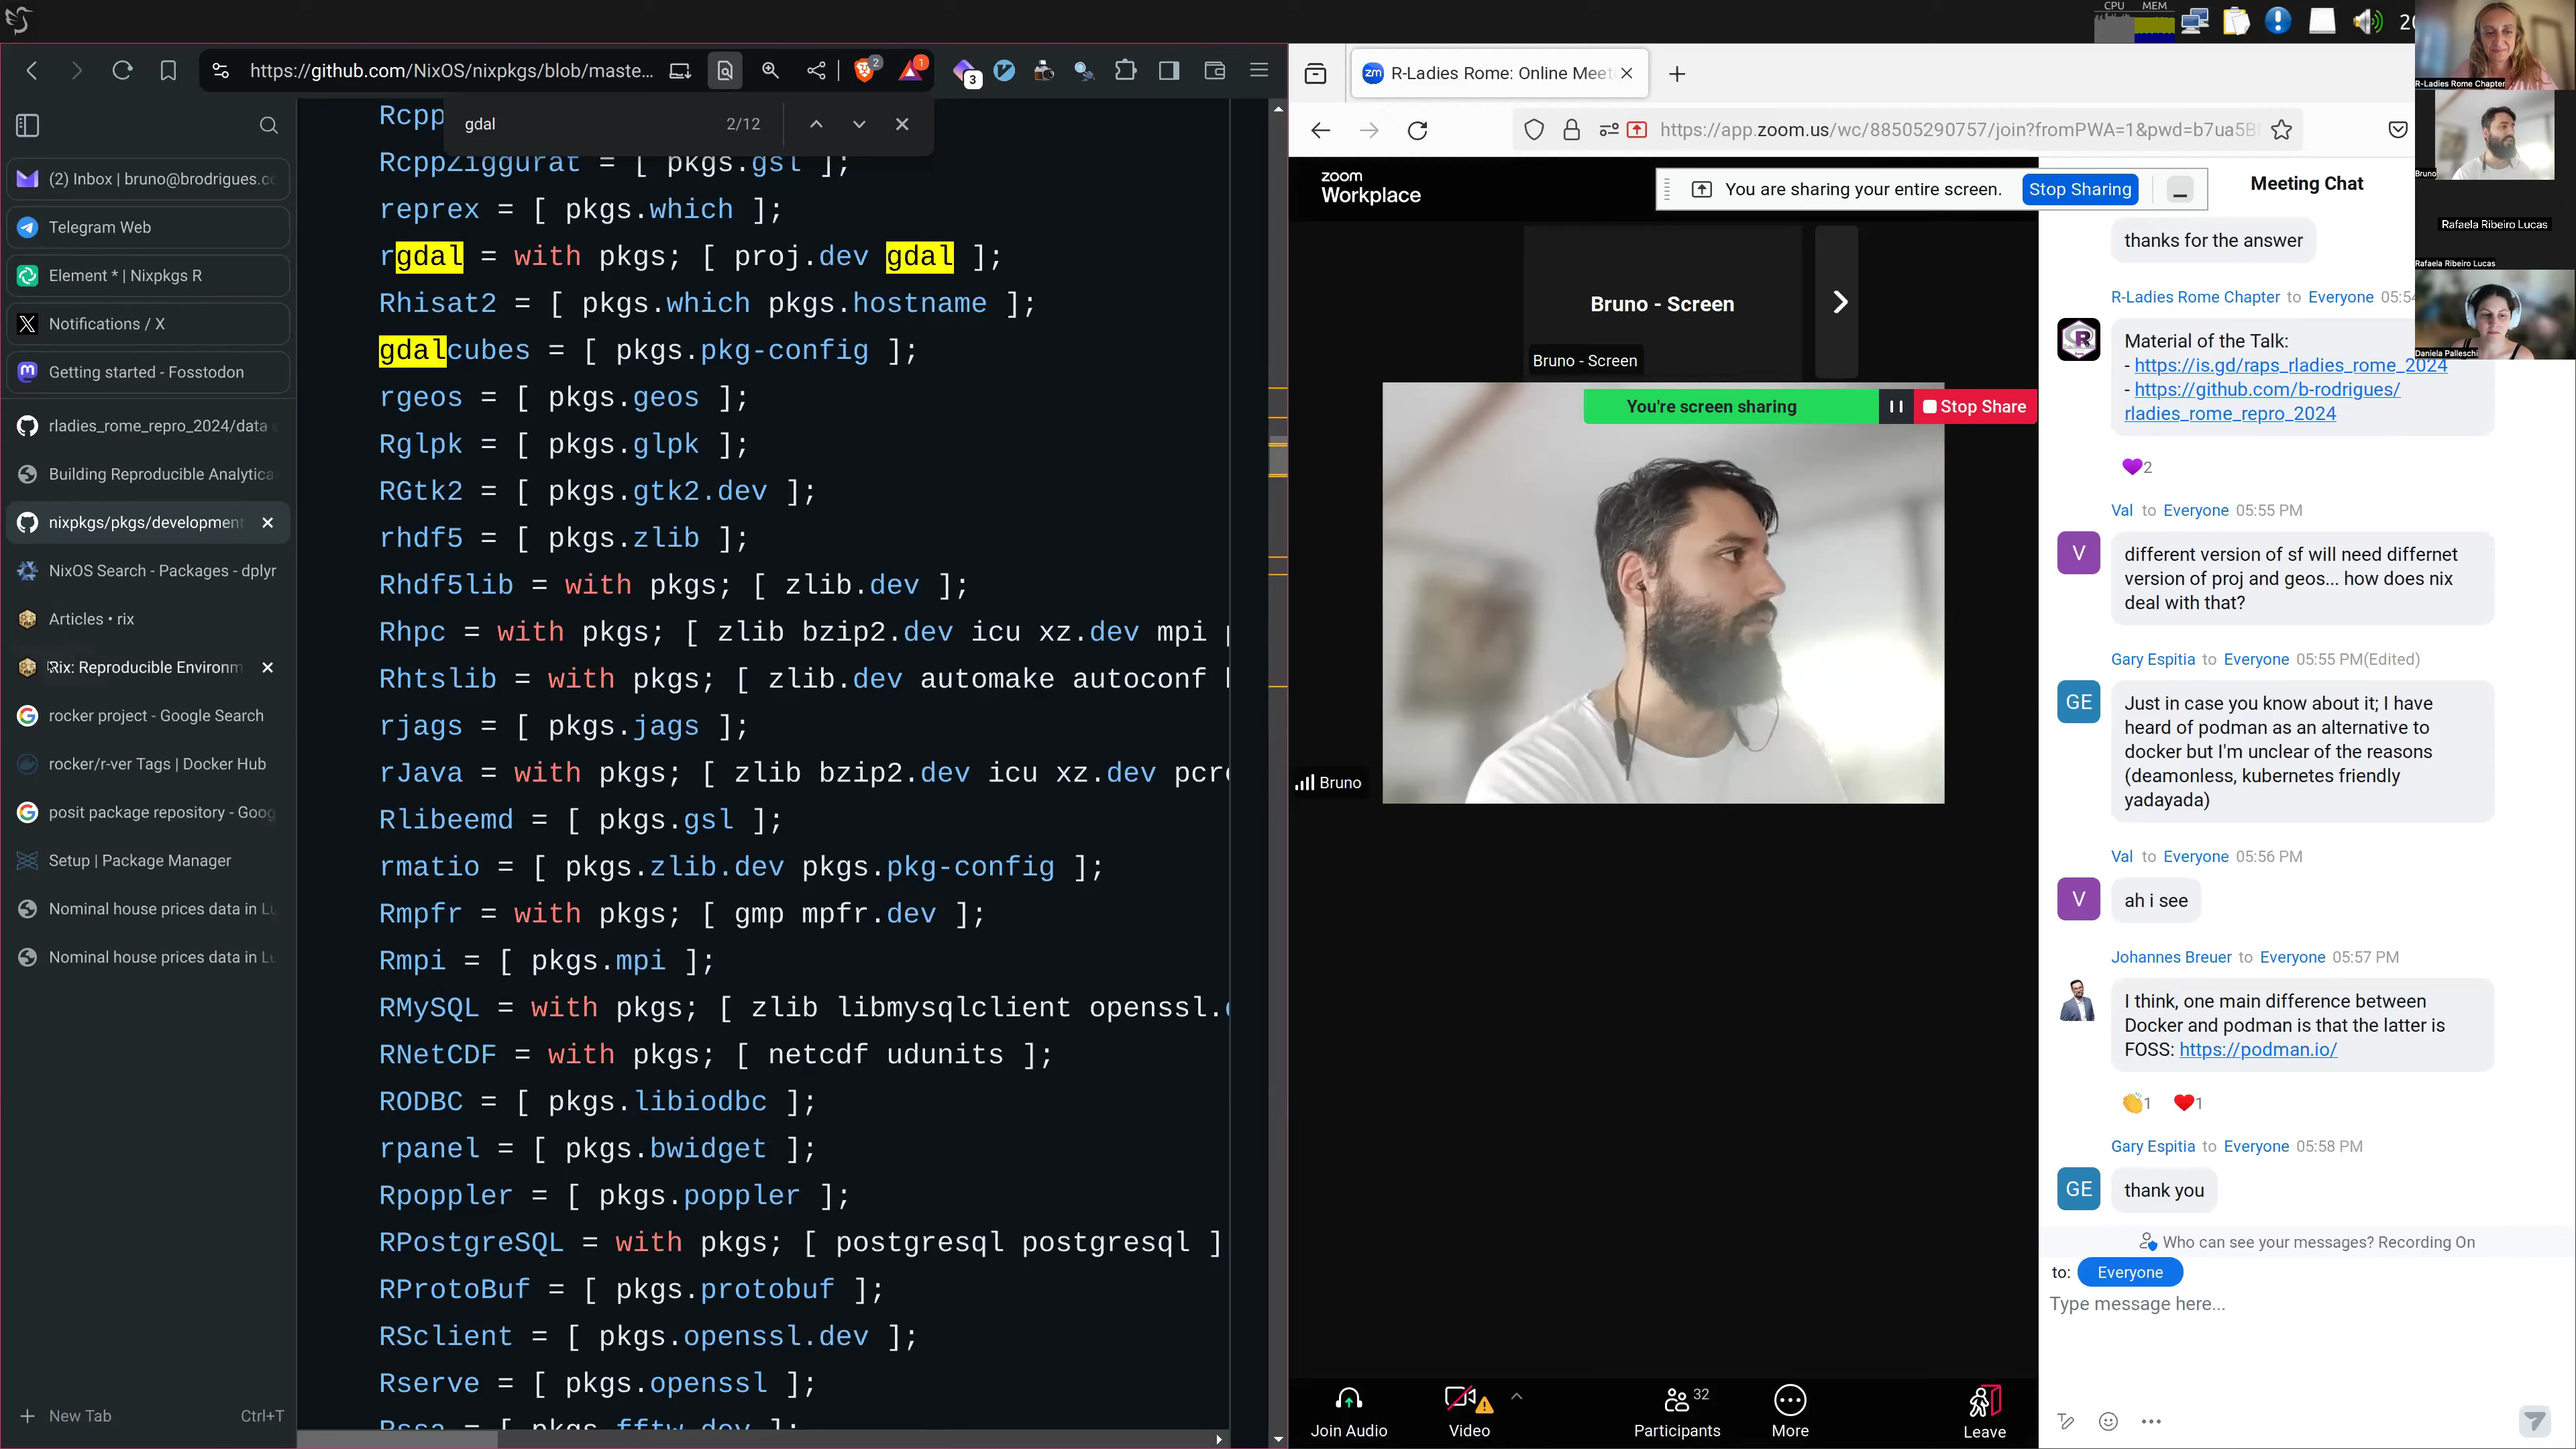 CPU MEM
https://github.com/NixOS/nixpkgs/blob/maste...
2
1
3
gdal
2/12
(2) Inbox | bruno@brodrigues.cc
Telegram Web
Element * | Nixpkgs R
Notifications / X
Getting started - Fosstodon
rladies_rome_repro_2024/data
Building Reproducible Analytica
nixpkgs/pkgs/development
NixOS Search - Packages - dplyr
Articles • rix
Rix: Reproducible Environm
rocker project - Google Search
rocker/r-ver Tags | Docker Hub
posit package repository - Goog
Setup | Package Manager
Nominal house prices data in Lu
Nominal house prices data in Lu
New Tab Ctrl+T
Rcpp
RcppZiggurat = [ pkgs.gsl ];
reprex = [ pkgs.which ];
rgdal = with pkgs; [ proj.dev gdal ];
Rhisat2 = [ pkgs.which pkgs.hostname ];
gdalcubes = [ pkgs.pkg-config ];
rgeos = [ pkgs.geos ];
Rglpk = [ pkgs.glpk ];
RGtk2 = [ pkgs.gtk2.dev ];
rhdf5 = [ pkgs.zlib ];
Rhdf5lib = with pkgs; [ zlib.dev ];
Rhpc = with pkgs; [ zlib bzip2.dev icu xz.dev mpi
Rhtslib = with pkgs; [ zlib.dev automake autoconf
rjags = [ pkgs.jags ];
rJava = with pkgs; [ zlib bzip2.dev icu xz.dev pcre
Rlibeemd = [ pkgs.gsl ];
rmatio = [ pkgs.zlib.dev pkgs.pkg-config ];
Rmpfr = with pkgs; [ gmp mpfr.dev ];
Rmpi = [ pkgs.mpi ];
RMySQL = with pkgs; [ zlib libmysqlclient openssl.
RNetCDF = with pkgs; [ netcdf udunits ];
RODBC = [ pkgs.libiodbc ];
rpanel = [ pkgs.bwidget ];
Rpoppler = [ pkgs.poppler ];
RPostgreSQL = with pkgs; [ postgresql postgresql ]
RProtoBuf = [ pkgs.protobuf ];
RSclient = [ pkgs.openssl.dev ];
Rserve = [ pkgs.openssl ];
Rssa = [ pkgs.fftw.dev ];
R-Ladies Rome: Online Meet
https://app.zoom.us/wc/88505290757/join?fromPWA=1&pwd=b7ua5B
zoom
Workplace
You are sharing your entire screen. Stop Sharing
Bruno - Screen
Bruno - Screen
You're screen sharing
Stop Share
Bruno
Join Audio
Video
32
Participants
More
Leave
Meeting Chat
thanks for the answer
R-Ladies Rome Chapter to Everyone 05:54
Material of the Talk:
- https://is.gd/raps_rladies_rome_2024
- https://github.com/b-rodrigues/
rladies_rome_repro_2024
2
Val to Everyone 05:55 PM
V
different version of sf will need differnet
version of proj and geos... how does nix
deal with that?
Gary Espitia to Everyone 05:55 PM(Edited)
GE
Just in case you know about it; I have
heard of podman as an alternative to
docker but I'm unclear of the reasons
(deamonless, kubernetes friendly
yadayada)
Val to Everyone 05:56 PM
V
ah i see
Johannes Breuer to Everyone 05:57 PM
I think, one main difference between
Docker and podman is that the latter is
FOSS: https://podman.io/
1 1
Gary Espitia to Everyone 05:58 PM
GE
thank you
Who can see your messages? Recording On
to: Everyone
Type message here...
R-Ladies Rome Chapter
Bruno
Rafaela Ribeiro Lucas
Rafaela Ribeiro Lucas
Daniela Palleschi